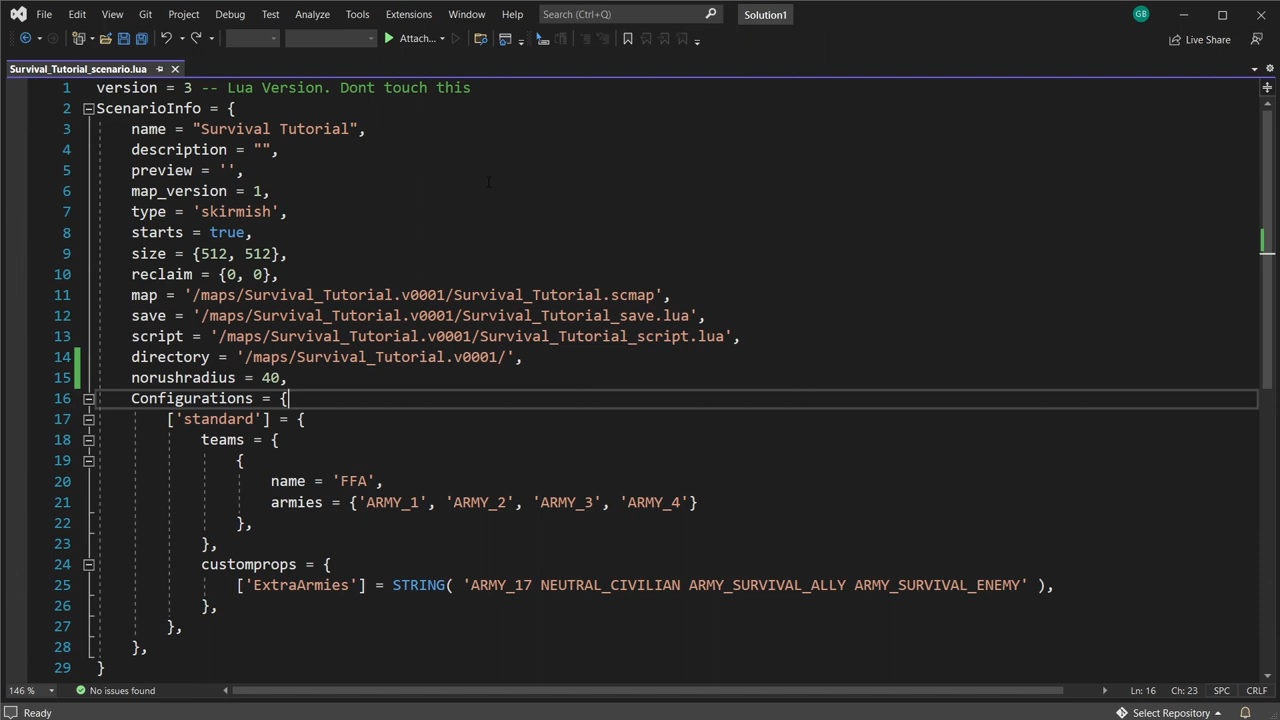 File Edit View Git Project Debug Test Analyze Tools Extensions Window Help Search (Ctrl+Q) Solution1 GB
Attach... Live Share
Survival_Tutorial_scenario.lua
1 version = 3 -- Lua Version. Dont touch this
2 ScenarioInfo = {
3 name = "Survival Tutorial",
4 description = "",
5 preview = '',
6 map_version = 1,
7 type = 'skirmish',
8 starts = true,
9 size = {512, 512},
10 reclaim = {0, 0},
11 map = '/maps/Survival_Tutorial.v0001/Survival_Tutorial.scmap',
12 save = '/maps/Survival_Tutorial.v0001/Survival_Tutorial_save.lua',
13 script = '/maps/Survival_Tutorial.v0001/Survival_Tutorial_script.lua',
14 directory = '/maps/Survival_Tutorial.v0001/',
15 norushradius = 40,
16 Configurations = {
17 ['standard'] = {
18 teams = {
19 {
20 name = 'FFA',
21 armies = {'ARMY_1', 'ARMY_2', 'ARMY_3', 'ARMY_4'}
22 },
23 },
24 customprops = {
25 ['ExtraArmies'] = STRING( 'ARMY_17 NEUTRAL_CIVILIAN ARMY_SURVIVAL_ALLY ARMY_SURVIVAL_ENEMY' ),
26 },
27 },
28 },
29 }
146 % No issues found Ln: 16 Ch: 23 SPC CRLF
Ready Select Repository